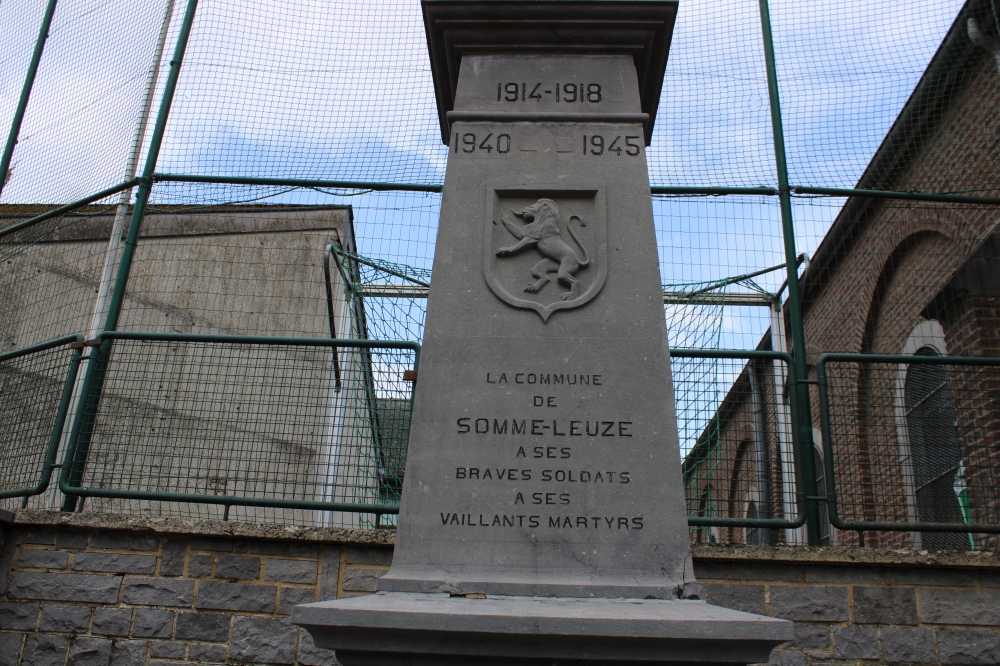 1914-1918
1940 - - 1945
LA COMMUNE
DE
SOMME-LEUZE
A SES
BRAVES SOLDATS
A SES
VAILLANTS MARTYRS